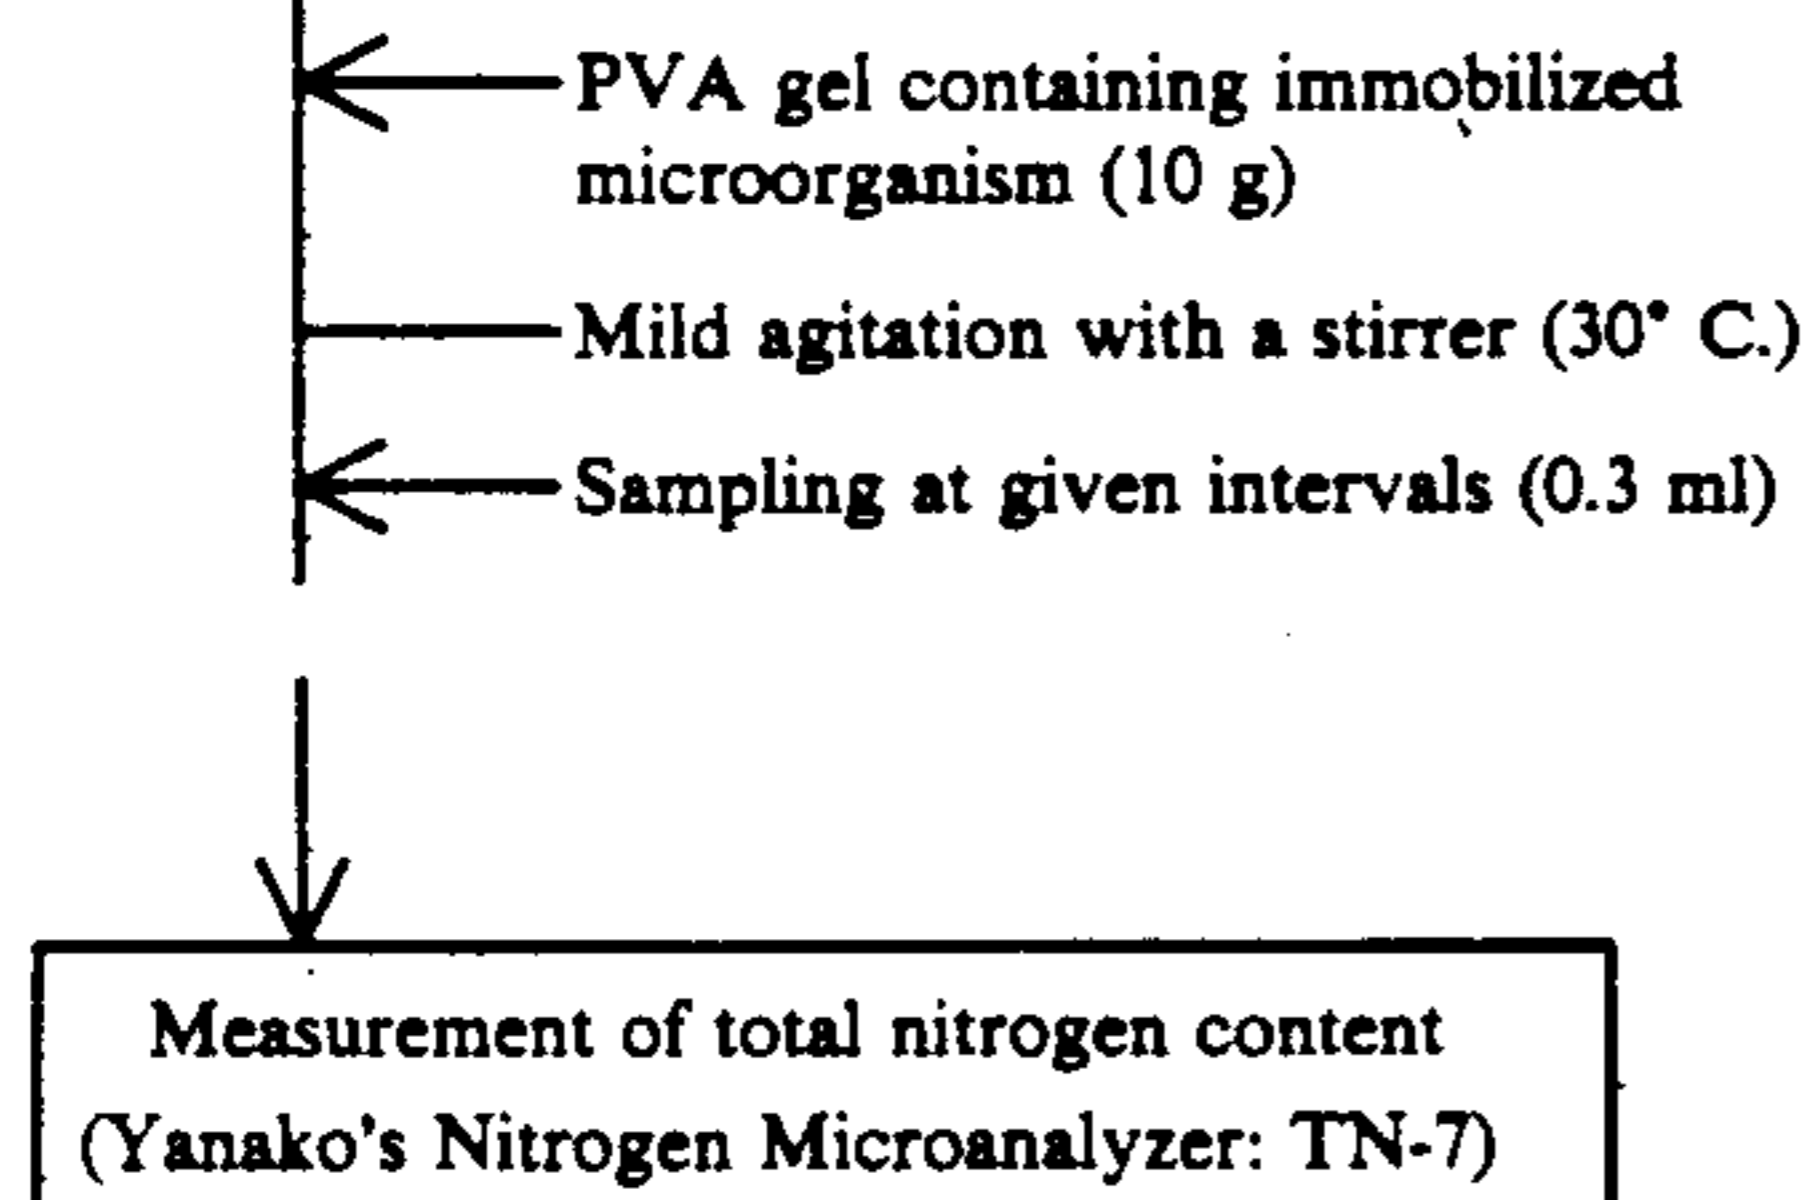 PVA gel containing immobilized
microorganism (10 g)
Mild agitation with a stirrer (30° C.)
Sampling at given intervals (0.3 ml)
Measurement of total nitrogen content
(Yanako's Nitrogen Microanalyzer: TN-7)